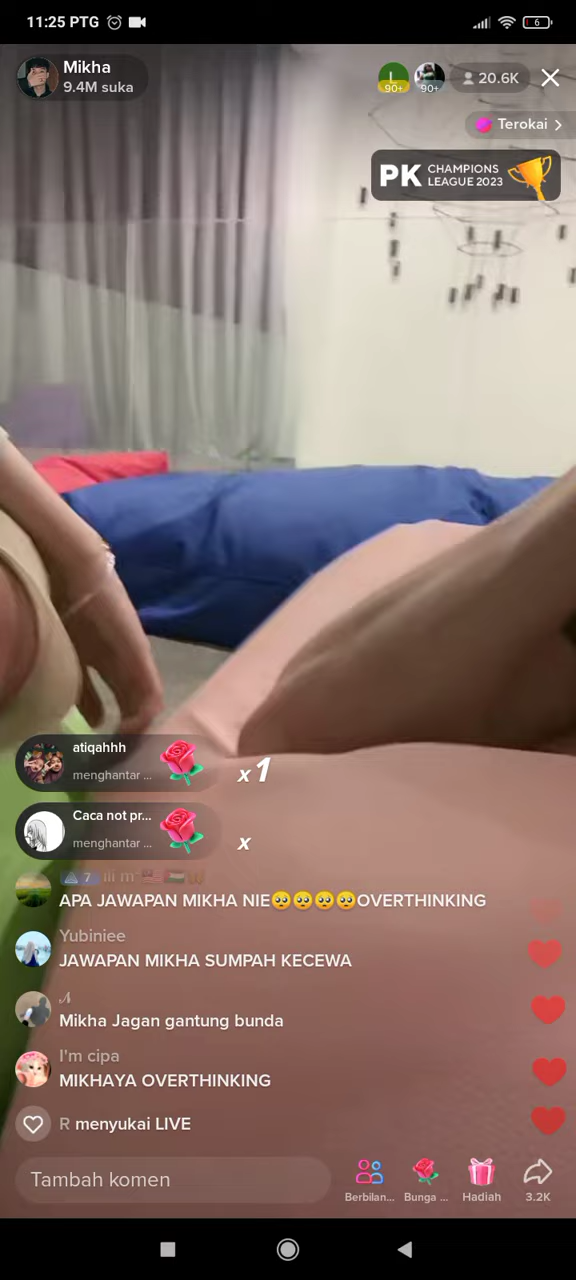 11:25 PTG
6
Mikha
9.4M suka
L
90+
90+
20.6K
Terokai
PK CHAMPIONS
LEAGUE 2023
atiqahhh
menghantar ...
x1
Caca not pr...
menghantar ...
x
7
APA JAWAPAN MIKHA NIE🥺🥺🥺🥺OVERTHINKING
Yubiniee
JAWAPAN MIKHA SUMPAH KECEWA
Mikha Jagan gantung bunda
I'm cipa
MIKHAYA OVERTHINKING
R menyukai LIVE
Tambah komen
Berbilan...
Bunga ...
Hadiah
3.2K